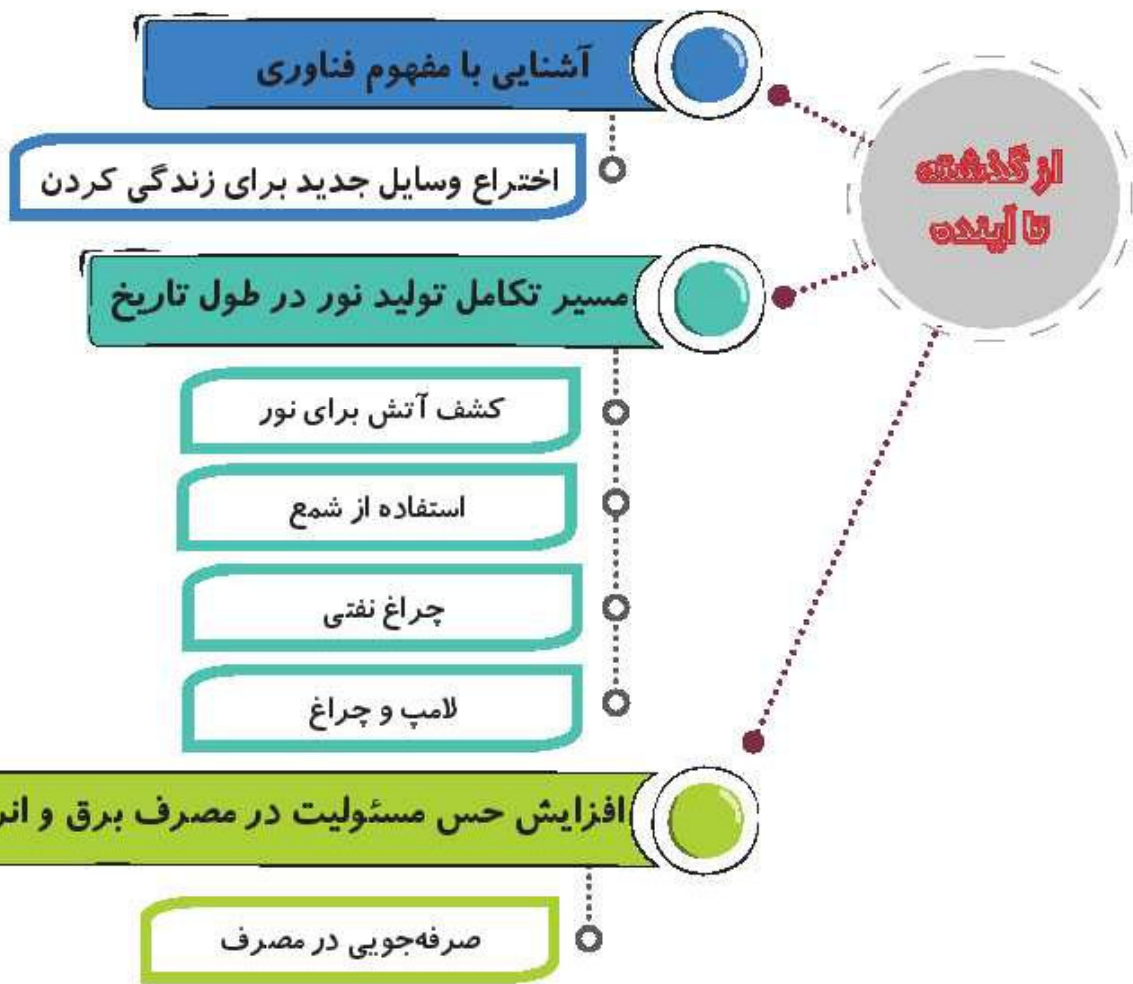 از گذشته
تا آینده
آشنایی با مفهوم فناوری
اختراع وسایل جدید برای زندگی کردن
مسیر تکامل تولید نور در طول تاریخ
کشف آتش برای نور
استفاده از شمع
چراغ نفتی
لامپ و چراغ
افزایش حس مسئولیت در مصرف برق و
صرفه‌جویی در مصرف